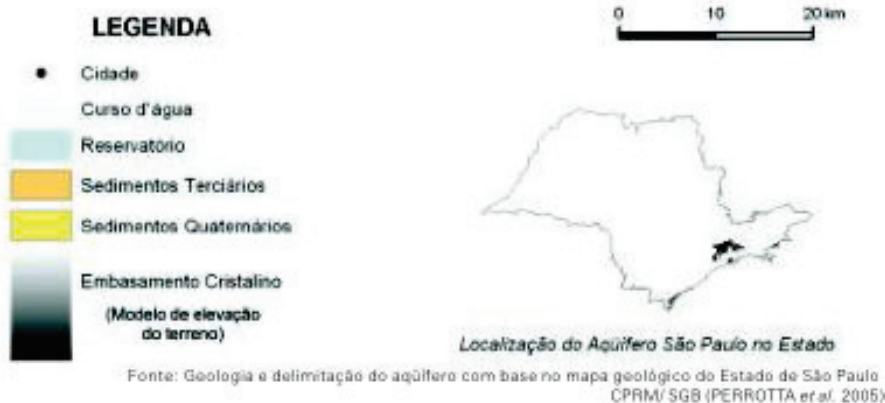 LEGENDA
Cidade
Curso d'água
Reservatório
Sedimentos Terciários
Sedimentos Quaternários
Embasamento Cristalino
(Modelo de elevação
do terreno)
0 10 20 km
Localização do Aqüífero São Paulo no Estado
Fonte: Geologia e delimitação do aqüífero com base no mapa geológico do Estado de São Paulo
CPRM/ SGB (PERROTTA et al. 2005)